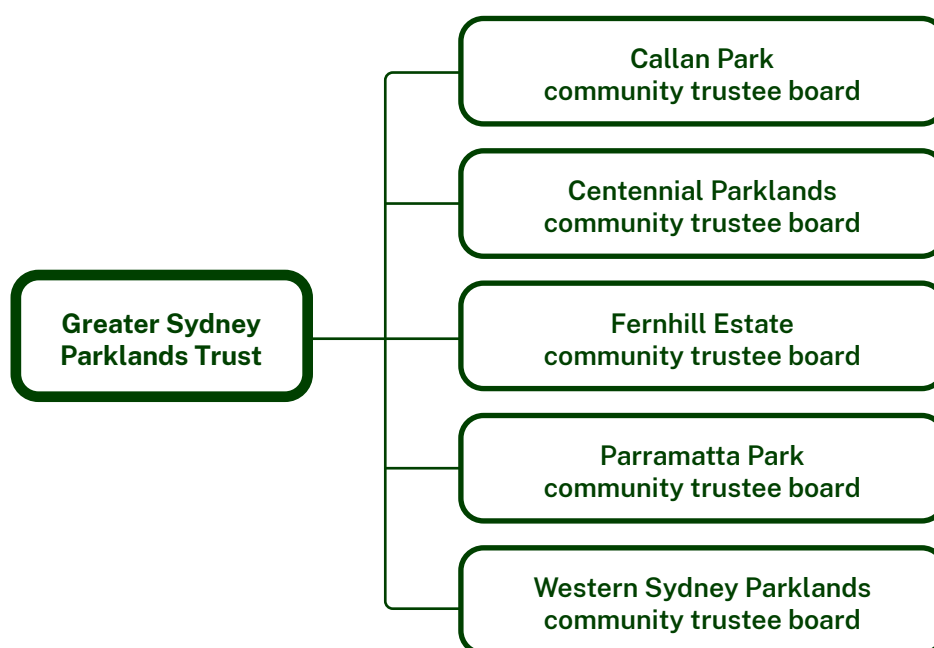 Callan Park
community trustee board
Centennial Parklands
community trustee board
Greater Sydney
Parklands Trust
Fernhill Estate
community trustee board
Parramatta Park
community trustee board
Western Sydney Parklands
community trustee board